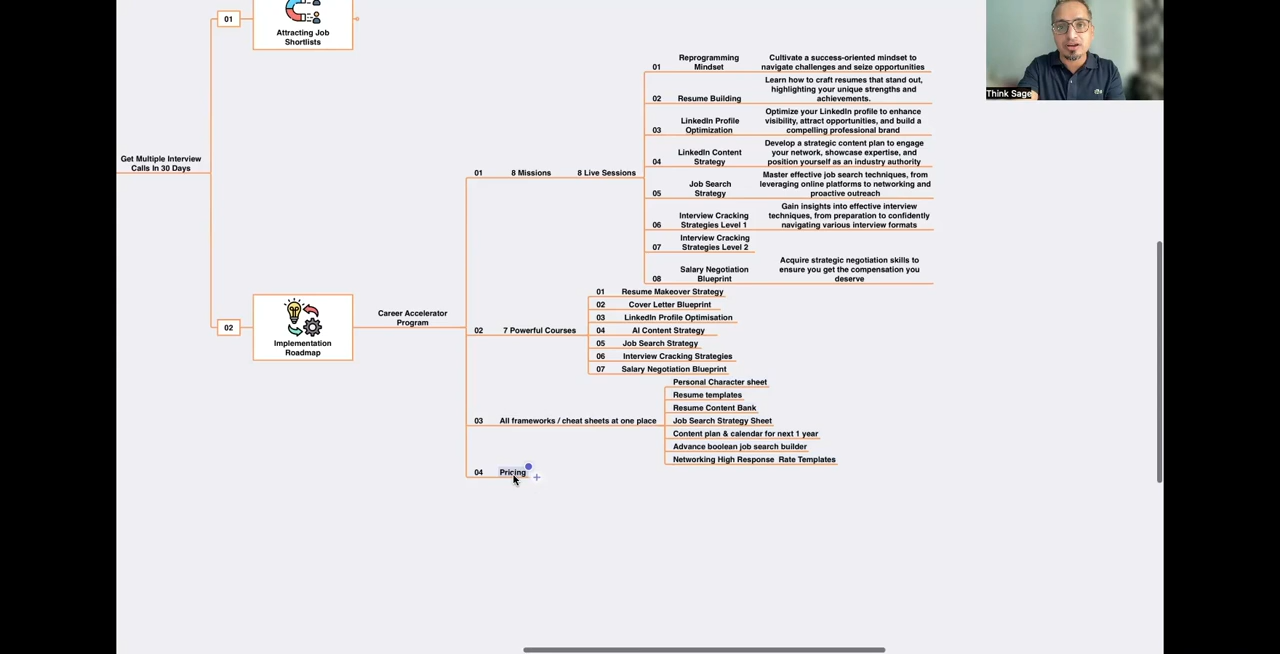 01
Attracting Job
Shortlists
Think Sage
Get Multiple Interview
Calls In 30 Days
02
Implementation
Roadmap
Career Accelerator
Program
01
8 Missions
8 Live Sessions
01
Reprogramming
Mindset
Cultivate a success-oriented mindset to
navigate challenges and seize opportunities
02
Resume Building
Learn how to craft resumes that stand out,
highlighting your unique strengths and
achievements.
03
LinkedIn Profile
Optimization
Optimize your LinkedIn profile to enhance
visibility, attract opportunities, and build a
compelling professional brand
04
LinkedIn Content
Strategy
Develop a strategic content plan to engage
your network, showcase expertise, and
position yourself as an industry authority
05
Job Search
Strategy
Master effective job search techniques, from
leveraging online platforms to networking and
proactive outreach
06
Interview Cracking
Strategies Level 1
Gain insights into effective interview
techniques, from preparation to confidently
navigating various interview formats
07
Interview Cracking
Strategies Level 2
08
Salary Negotiation
Blueprint
Acquire strategic negotiation skills to
ensure you get the compensation you
deserve
02
7 Powerful Courses
01 Resume Makeover Strategy
02 Cover Letter Blueprint
03 LinkedIn Profile Optimisation
04 AI Content Strategy
05 Job Search Strategy
06 Interview Cracking Strategies
07 Salary Negotiation Blueprint
03
All frameworks / cheat sheets at one place
Personal Character sheet
Resume templates
Resume Content Bank
Job Search Strategy Sheet
Content plan & calendar for next 1 year
Advance boolean job search builder
Networking High Response Rate Templates
04
Pricing